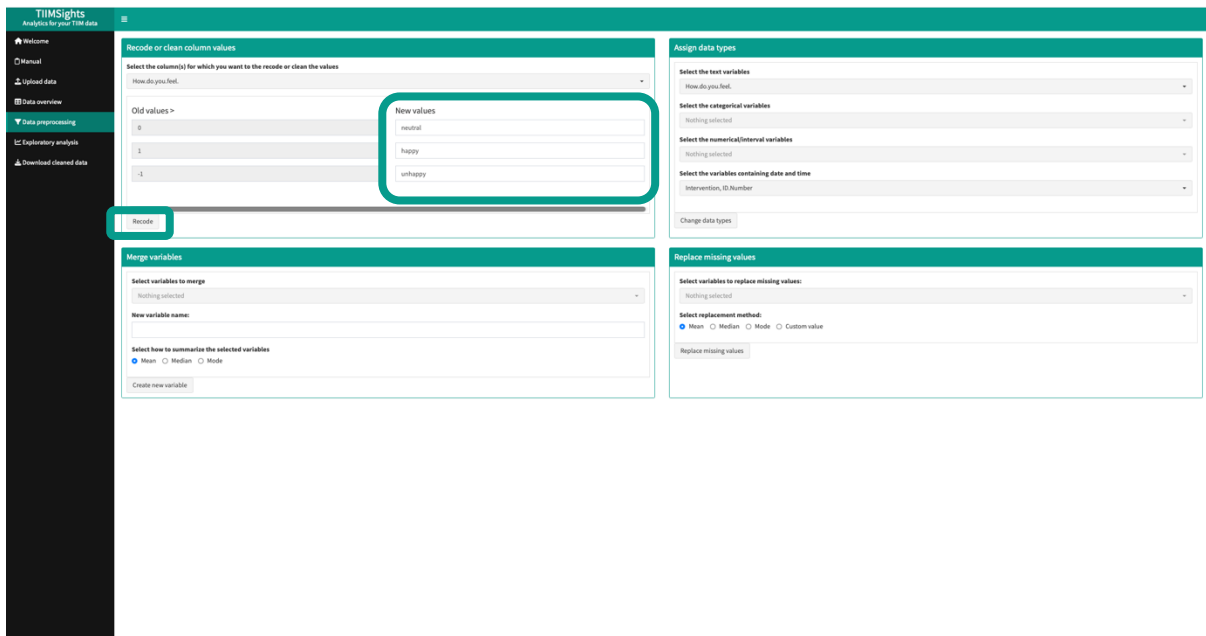 TIIMSights
Analytics for your TIIM data
Welcome
Manual
Upload data
Data overview
Data preprocessing
Exploratory analysis
Download cleaned data
Recode or clean column values
Select the column(s) for which you want to the recode or clean the values
How.do.you.feel.
Old values >
New values
0
neutral
1
happy
-1
unhappy
Recode
Assign data types
Select the text variables
How.do.you.feel.
Select the categorical variables
Nothing selected
Select the numerical/interval variables
Nothing selected
Select the variables containing date and time
Intervention, ID.Number
Change data types
Merge variables
Select variables to merge
Nothing selected
New variable name:
Select how to summarize the selected variables
Mean Median Mode
Create new variable
Replace missing values
Select variables to replace missing values:
Nothing selected
Select replacement method:
Mean Median Mode Custom value
Replace missing values